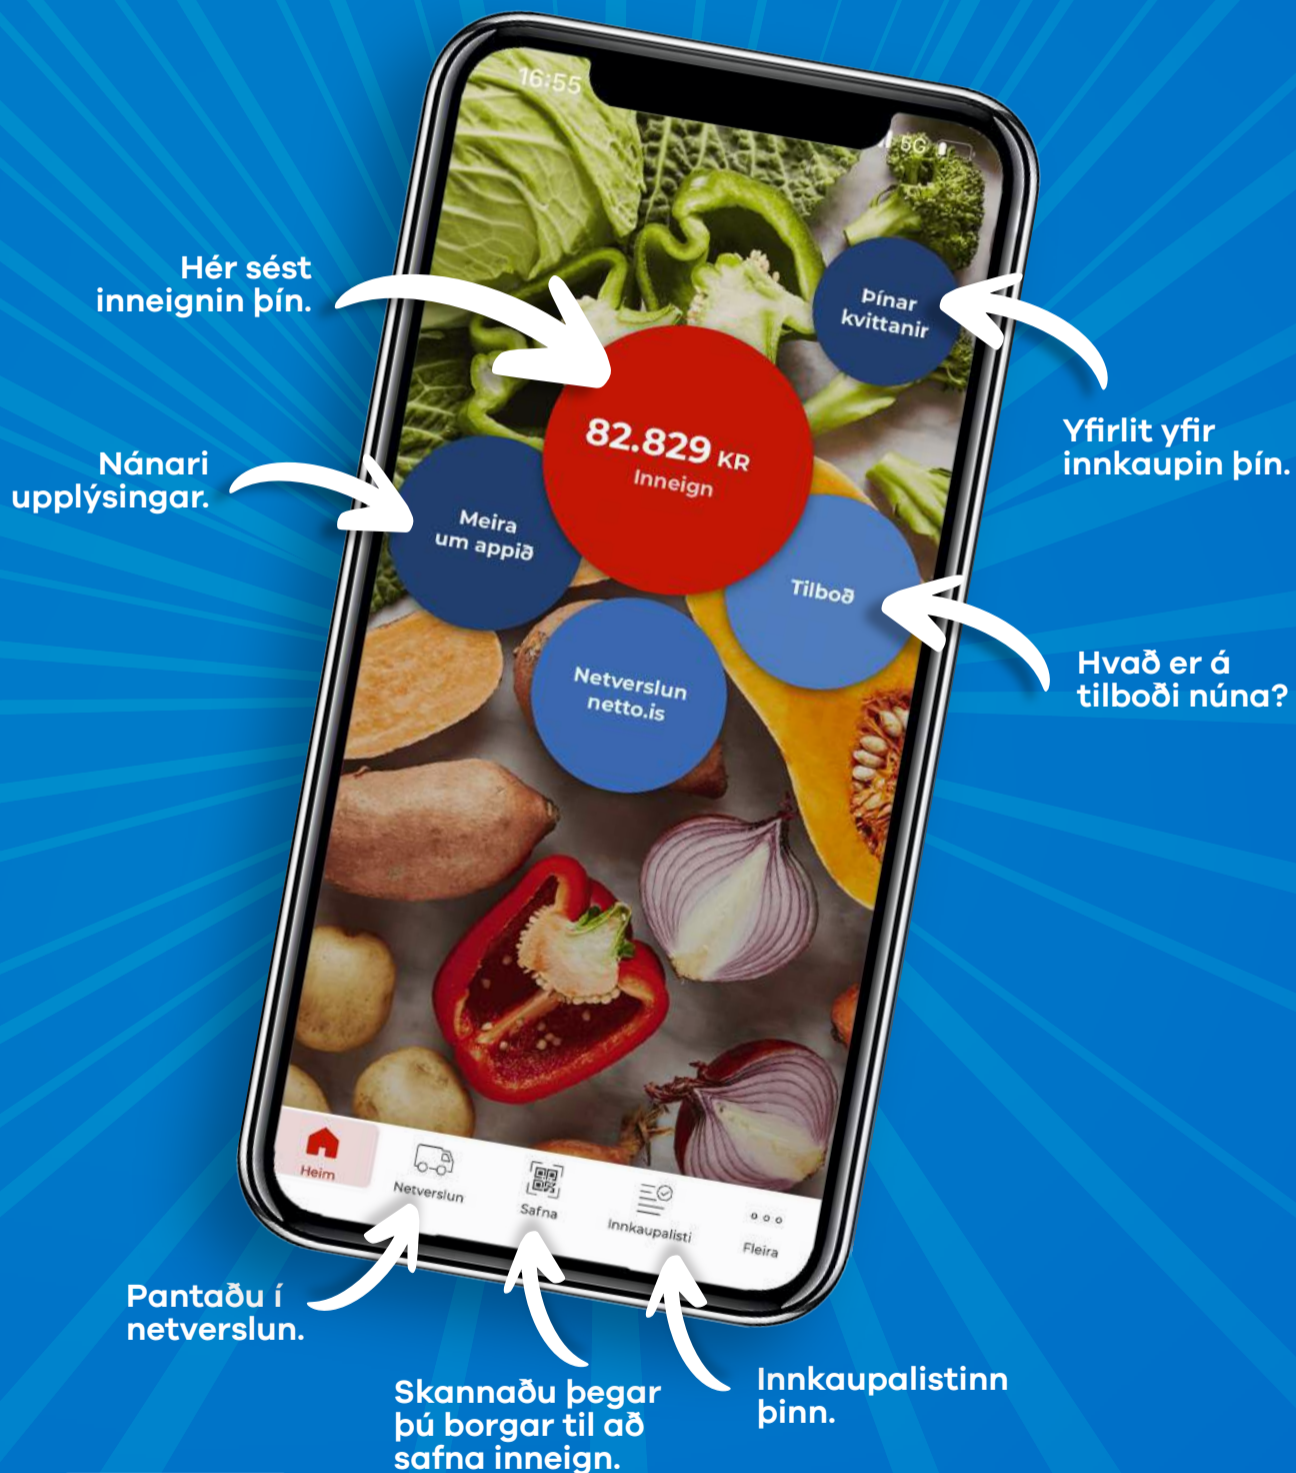 16:55
5G
Hér sést
inneignin þín.
Þínar
kvittanir
Yfirlit yfir
innkaupin þín.
82.829 KR
Inneign
Nánari
upplýsingar.
Meira
um appið
Tilboð
Hvað er á
tilboði núna?
Netverslun
netto.is
Heim
Netverslun
Safna
Innkaupalisti
Fleira
Pantaðu í
netverslun.
Skannaðu þegar
þú borgar til að
safna inneign.
Innkaupalistinn
þinn.